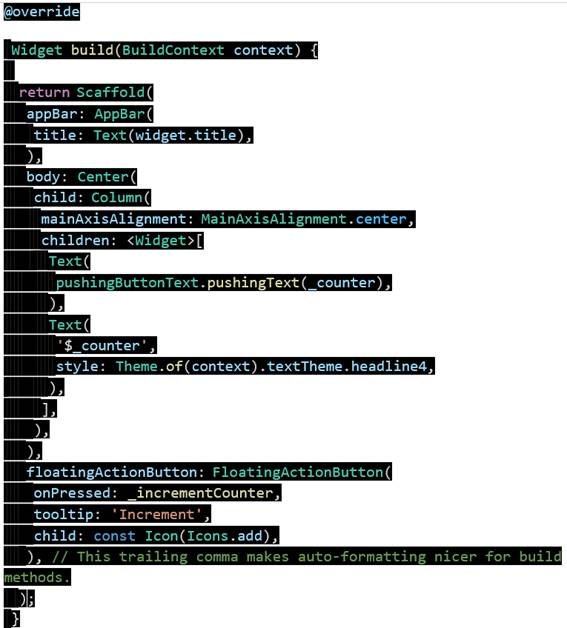 @override
Widget build(BuildContext context) {
return Scaffold(
appBar: AppBar(
title: Text(widget.title),
),
body: Center(
child: Column(
mainAxisAlignment: MainAxisAlignment.center,
children: <Widget>[
Text(
pushingButtonText.pushingText(_counter),
),
Text(
'$_counter',
style: Theme.of(context).textTheme.headline4,
),
],
),
),
floatingActionButton: FloatingActionButton(
onPressed: _incrementCounter,
tooltip: 'Increment',
child: const Icon(Icons.add),
), // This trailing comma makes auto-formatting nicer for build
methods.
);
}